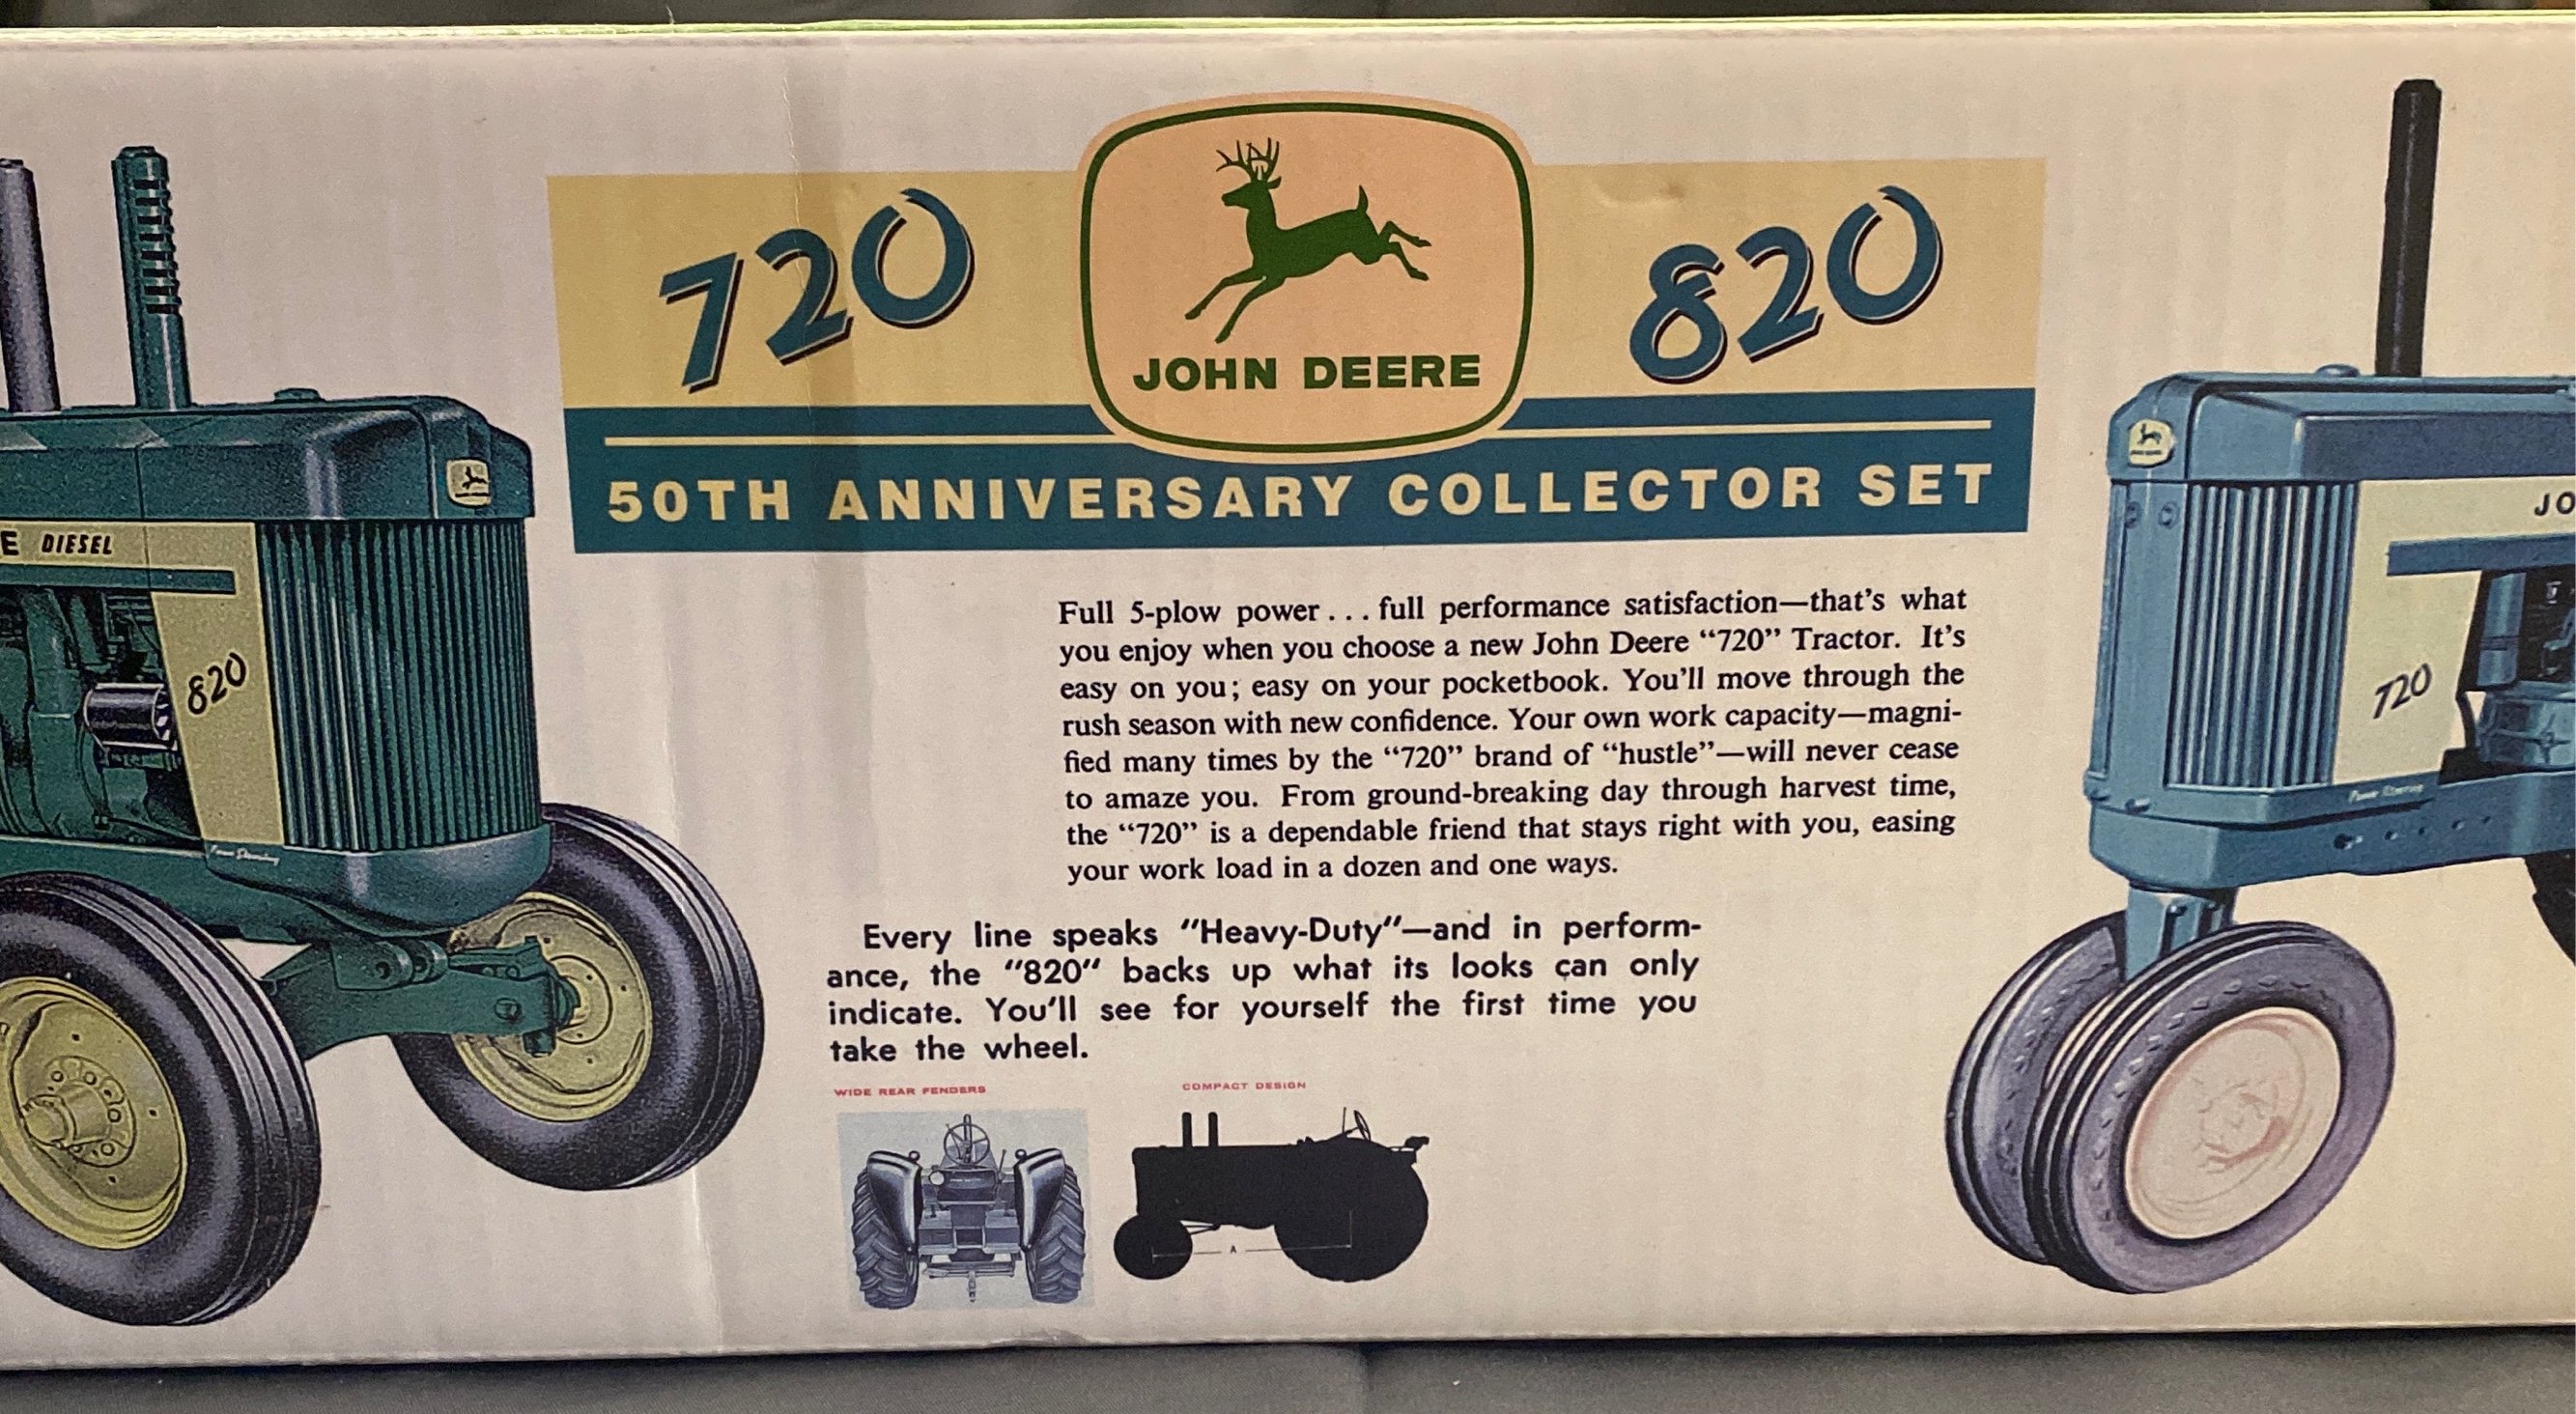 720
820
JOHN DEERE
50TH ANNIVERSARY COLLECTOR SET
E DIESEL
820
Power Steering
JO
720
Power Steering
Full 5-plow power . . . full performance satisfaction—that's what
you enjoy when you choose a new John Deere “720” Tractor. It's
easy on you; easy on your pocketbook. You'll move through the
rush season with new confidence. Your own work capacity—magni-
fied many times by the “720” brand of “hustle”—will never cease
to amaze you. From ground-breaking day through harvest time,
the “720” is a dependable friend that stays right with you, easing
your work load in a dozen and one ways.
Every line speaks "Heavy-Duty"—and in perform-
ance, the "820" backs up what its looks can only
indicate. You'll see for yourself the first time you
take the wheel.
WIDE REAR FENDERS
COMPACT DESIGN
A